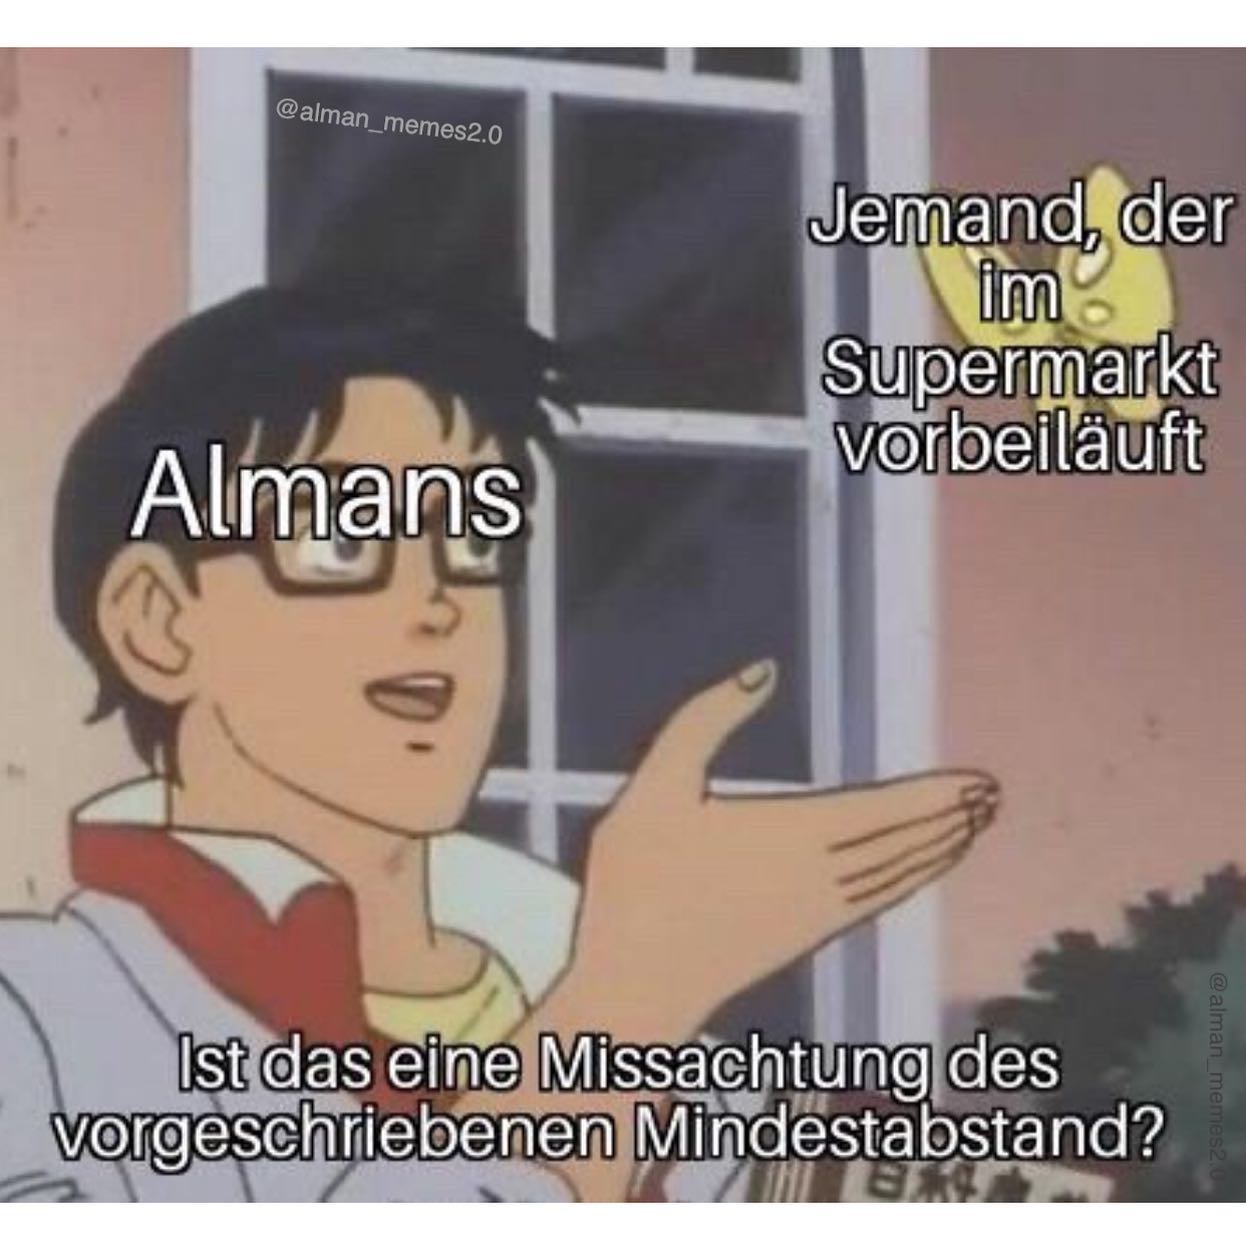 @alman_memes2.0
Jemand, der
im
Supermarkt
vorbeiläuft
Almans
Ist das eine Missachtung des
vorgeschriebenen Mindestabstand?
@alman_memes2.0